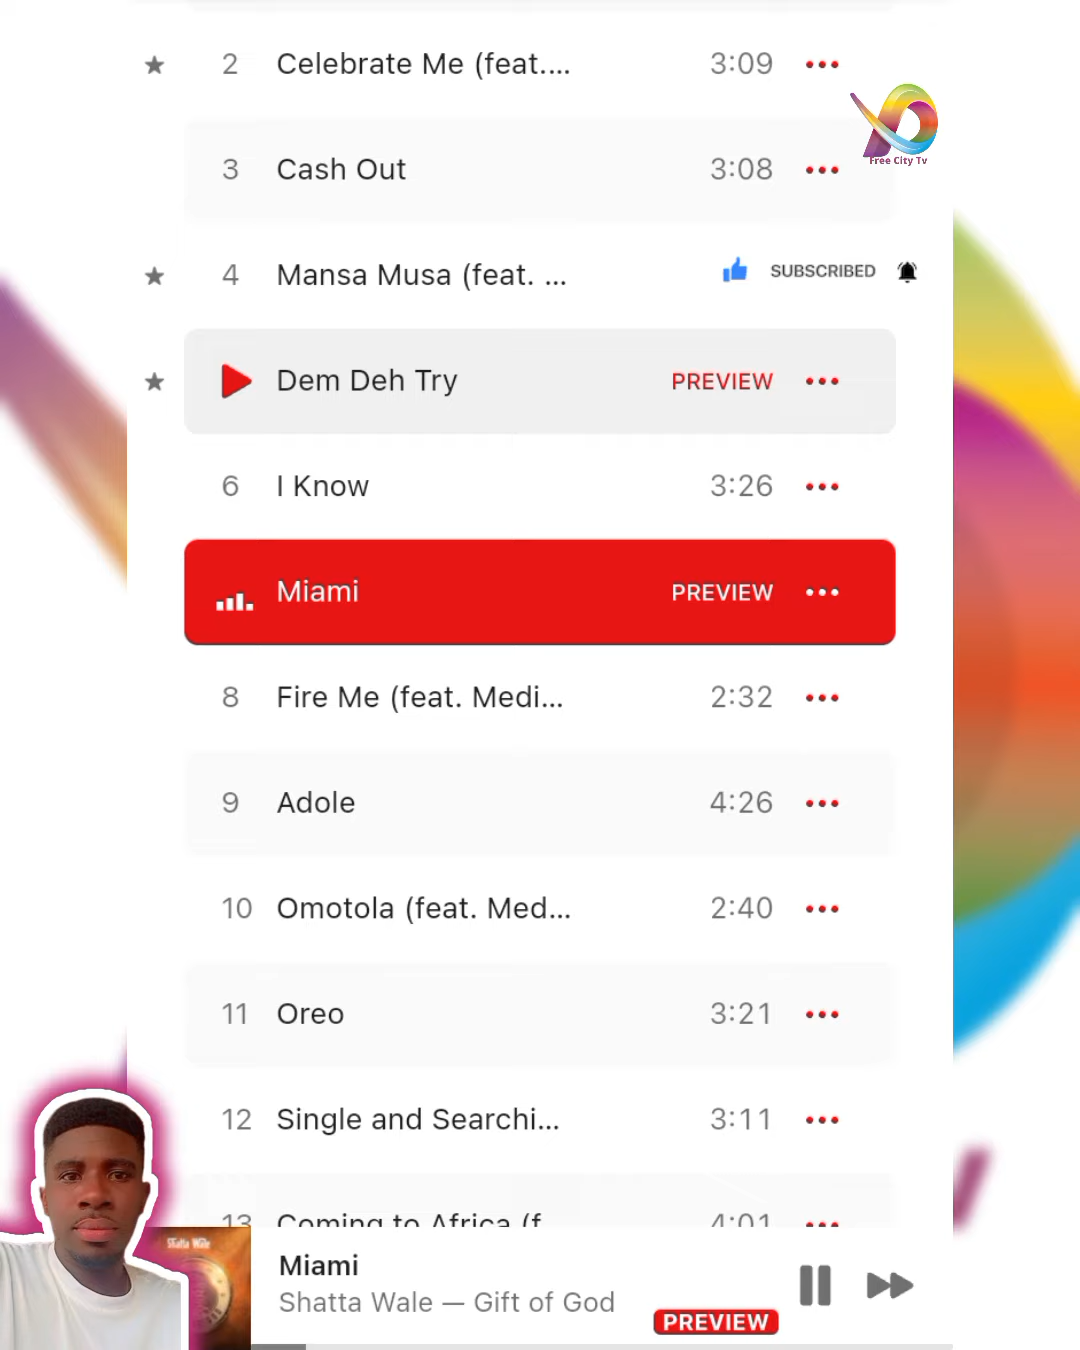 2 Celebrate Me (feat.... 3:09
Free City Tv
3 Cash Out 3:08
4 Mansa Musa (feat. ... SUBSCRIBED
Dem Deh Try PREVIEW
6 I Know 3:26
Miami PREVIEW
8 Fire Me (feat. Medi... 2:32
9 Adole 4:26
10 Omotola (feat. Med... 2:40
11 Oreo 3:21
12 Single and Searchi... 3:11
13 Coming to Africa (f... 4:01
Shatta Wale
Miami
Shatta Wale — Gift of God
PREVIEW